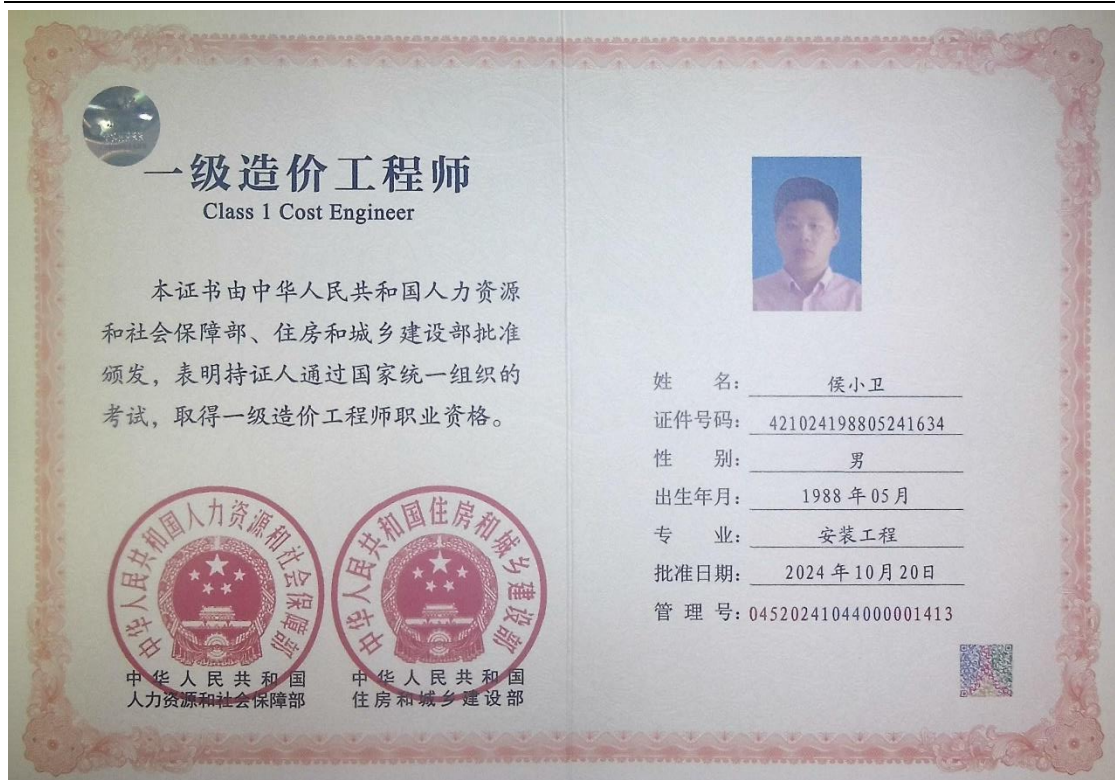 一级造价工程师
Class 1 Cost Engineer
本证书由中华人民共和国人力资源
和社会保障部、住房和城乡建设部批准
颁发，表明持证人通过国家统一组织的
考试，取得一级造价工程师职业资格。
中华人民共和国人力资源和社会保障部
中华人民共和国住房和城乡建设部
中华人民共和国
人力资源和社会保障部
中华人民共和国
住房和城乡建设部
姓 名：侯小卫
证件号码：421024198805241634
性 别：男
出生年月：1988年05月
专 业：安装工程
批准日期：2024年10月20日
管 理 号：04520241044000001413